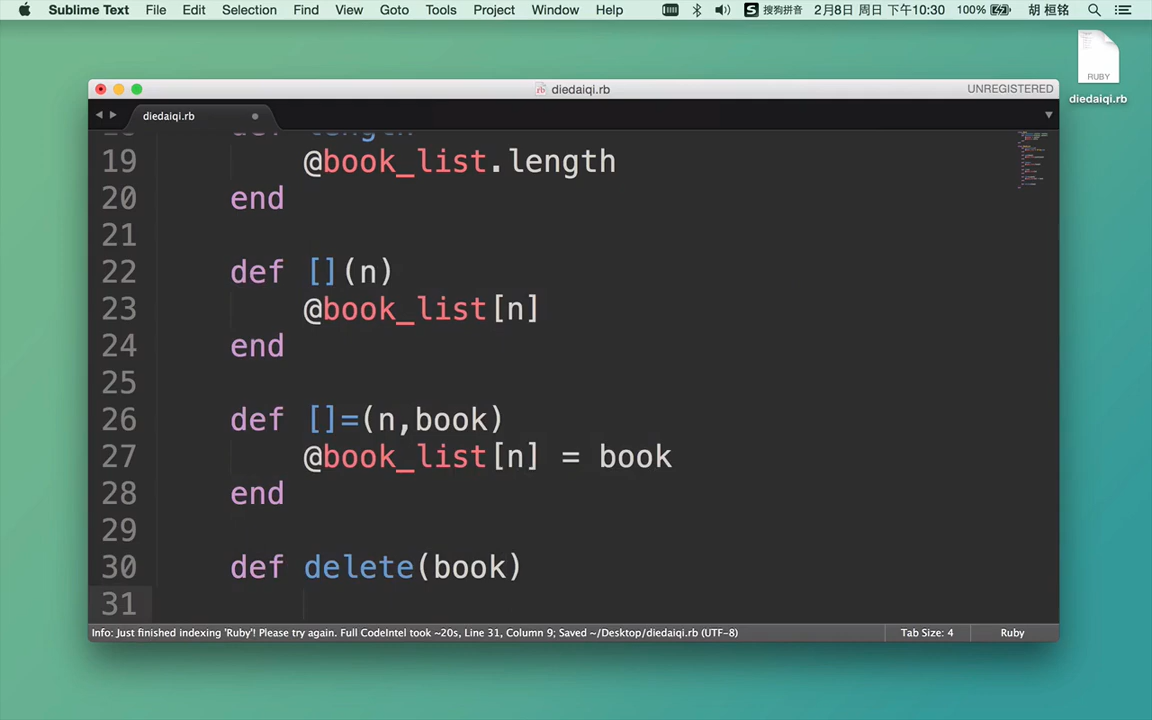 Sublime Text File Edit Selection Find View Goto Tools Project Window Help S 搜狗拼音 2月8日 周日 下午10:30 100% 胡 桓铭
RUBY
diedaiqi.rb
rb diedaiqi.rb UNREGISTERED
diedaiqi.rb
def length
19 @book_list.length
20 end
21
22 def [](n)
23 @book_list[n]
24 end
25
26 def []=(n,book)
27 @book_list[n] = book
28 end
29
30 def delete(book)
31
Info: Just finished indexing 'Ruby'! Please try again. Full CodeIntel took ~20s, Line 31, Column 9; Saved ~/Desktop/diedaiqi.rb (UTF-8) Tab Size: 4 Ruby